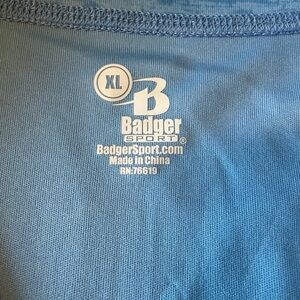 XL
B
Badger
SPORT®
BadgerSport.com
Made in China
RN:76619